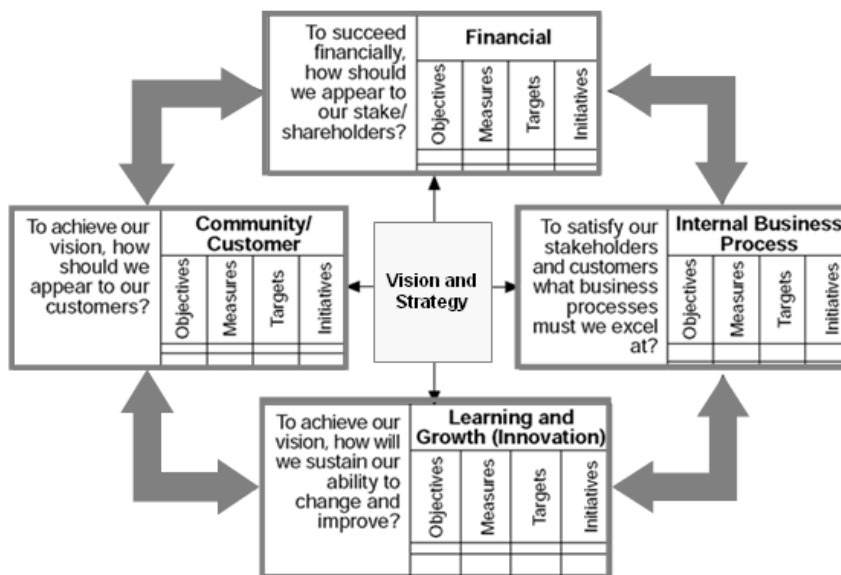 To succeed
financially,
how should
we appear to
our stake/
shareholders?
Financial
Objectives
Measures
Targets
Initiatives
To achieve our
vision, how
should we
appear to our
customers?
Community/
Customer
Objectives
Measures
Targets
Initiatives
Vision and
Strategy
To satisfy our
stakeholders
and customers
what business
processes
must we excel
at?
Internal Business
Process
Objectives
Measures
Targets
Initiatives
To achieve our
vision, how will
we sustain our
ability to
change and
improve?
Learning and
Growth (Innovation)
Objectives
Measures
Targets
Initiatives